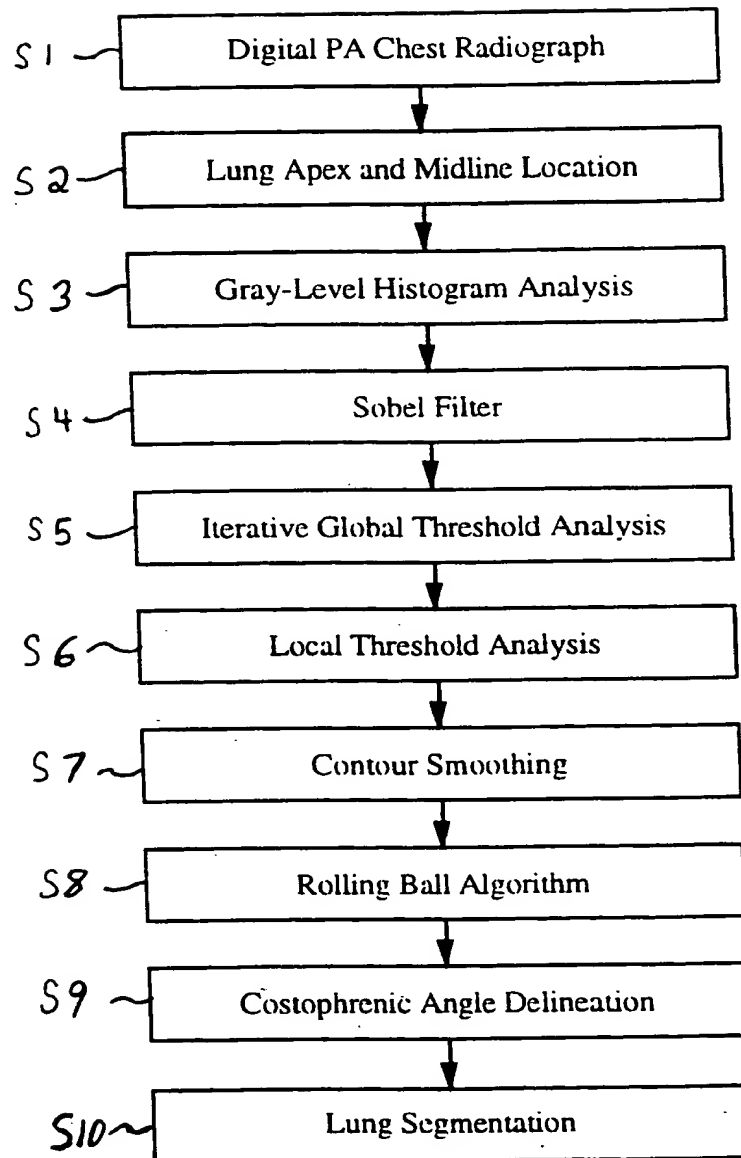 S1 Digital PA Chest Radiograph
S2 Lung Apex and Midline Location
S3 Gray-Level Histogram Analysis
S4 Sobel Filter
S5 Iterative Global Threshold Analysis
S6 Local Threshold Analysis
S7 Contour Smoothing
S8 Rolling Ball Algorithm
S9 Costophrenic Angle Delineation
S10 Lung Segmentation